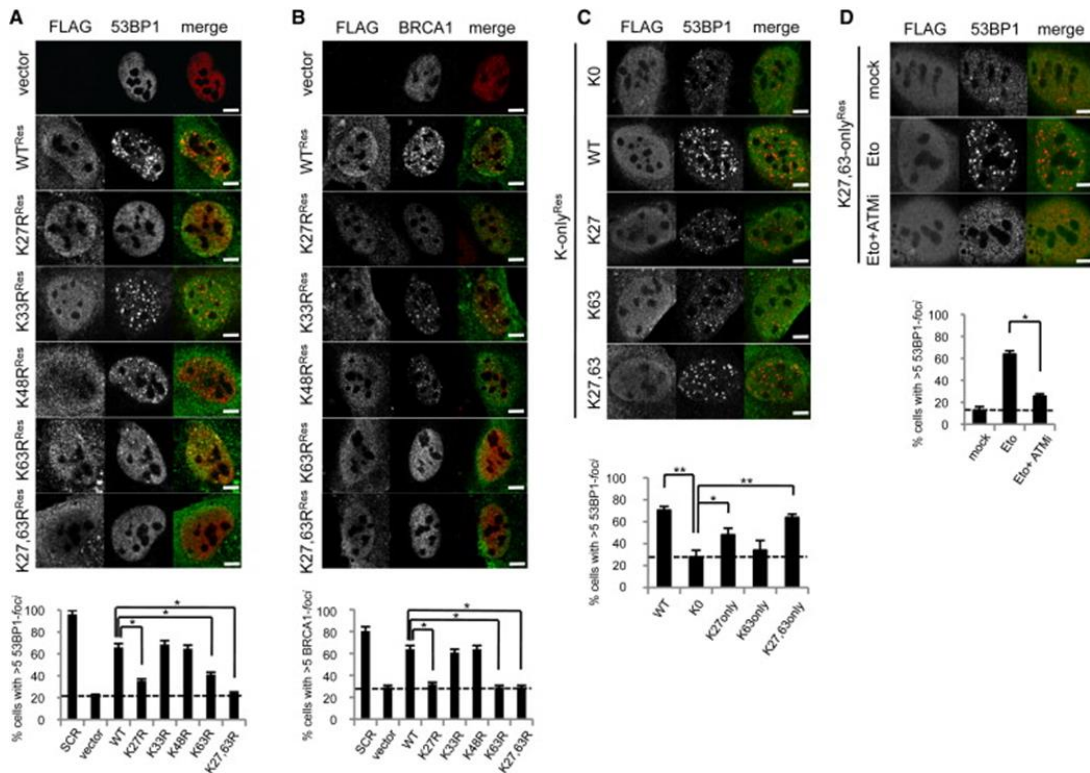 A
FLAG 53BP1 merge
vector
WT^Res
K27R^Res
K33R^Res
K48R^Res
K63R^Res
K27,63R^Res
% cells with >5 53BP1-foci
100
80
60
40
20
0
SCR
vector
WT
K27R
K33R
K48R
K63R
K27,63R
*
*
*
B
FLAG BRCA1 merge
vector
WT^Res
K27R^Res
K33R^Res
K48R^Res
K63R^Res
K27,63R^Res
% cells with >5 BRCA1-foci
100
80
60
40
20
0
SCR
vector
WT
K27R
K33R
K48R
K63R
K27,63R
*
*
*
C
FLAG 53BP1 merge
K-only^Res
K0
WT
K27
K63
K27,63
% cells with >5 53BP1-foci
100
80
60
40
20
0
WT
K0
K27only
K63only
K27,63only
**
*
**
D
FLAG 53BP1 merge
K27,63-only^Res
mock
Eto
Eto+ATMi
% cells with >5 53BP1-foci
100
80
60
40
20
0
mock
Eto
Eto+ ATMi
*